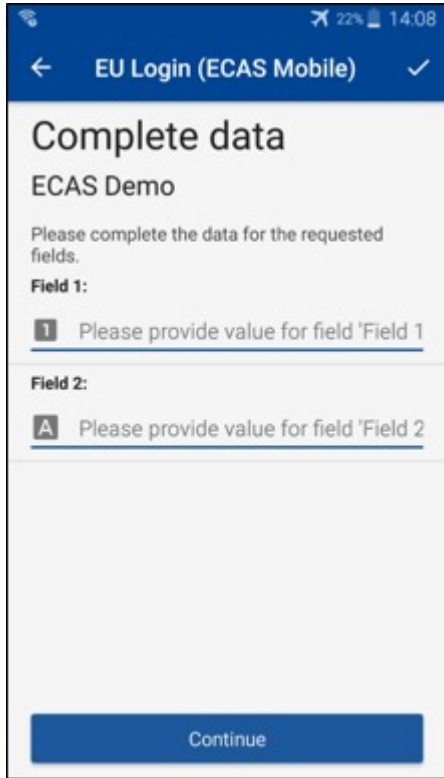 22% 14:08
EU Login (ECAS Mobile)
Complete data
ECAS Demo
Please complete the data for the requested
fields.
Field 1:
1 Please provide value for field 'Field 1
Field 2:
A Please provide value for field 'Field 2
Continue